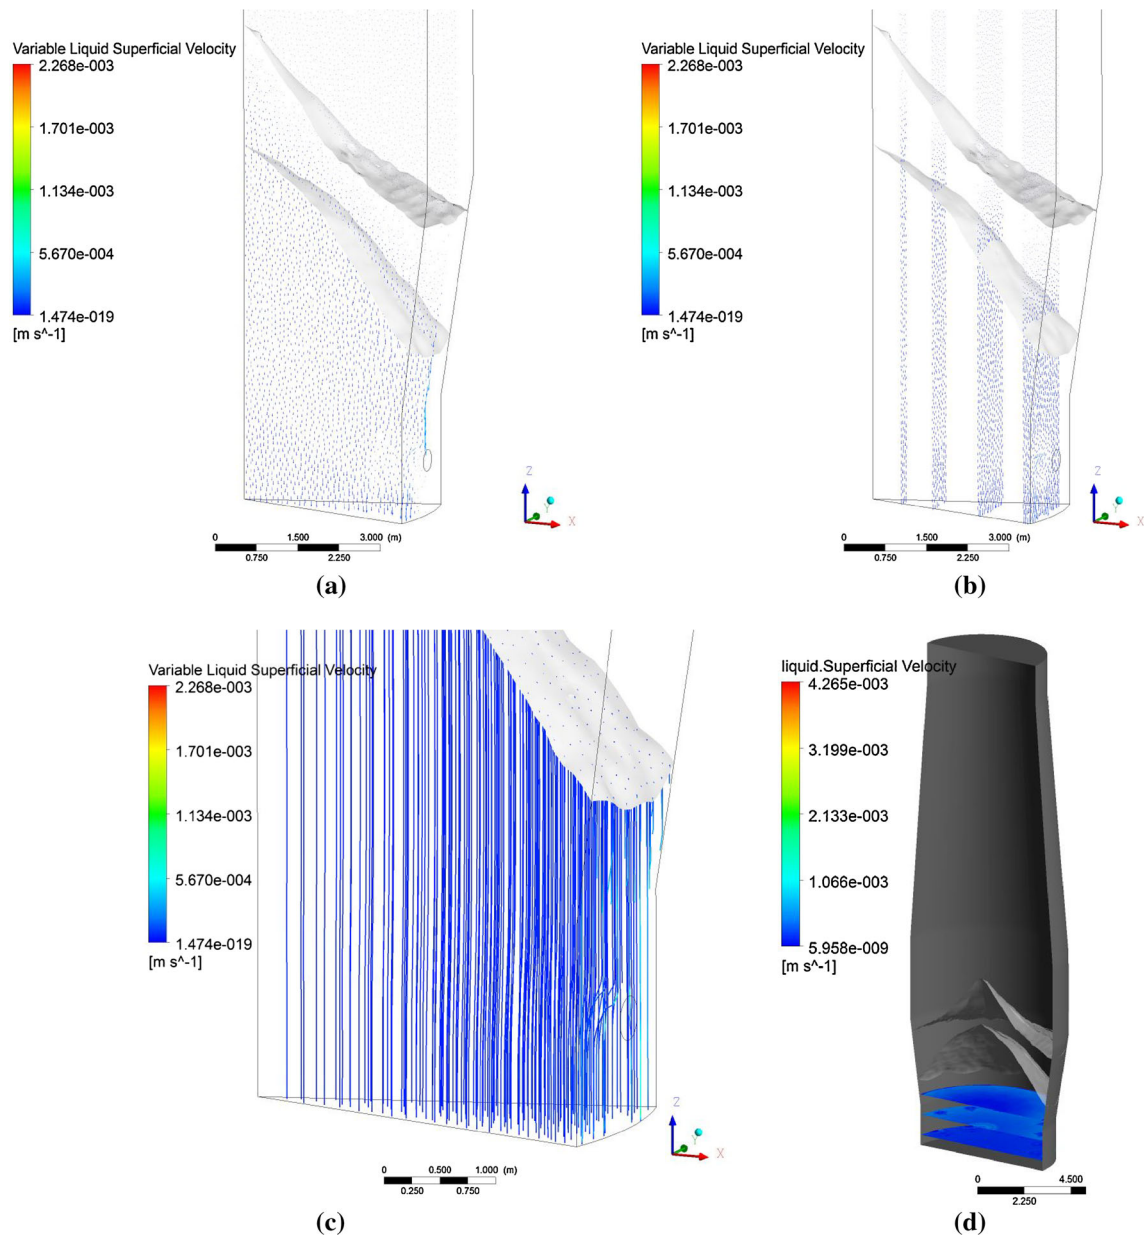 Variable Liquid Superficial Velocity
2.268e-003
1.701e-003
1.134e-003
5.670e-004
1.474e-019
[m s^-1]
Z
Y
X
0 1.500 3.000 (m)
0.750 2.250
(a)
Variable Liquid Superficial Velocity
2.268e-003
1.701e-003
1.134e-003
5.670e-004
1.474e-019
[m s^-1]
Z
Y
X
0 1.500 3.000 (m)
0.750 2.250
(b)
Variable Liquid Superficial Velocity
2.268e-003
1.701e-003
1.134e-003
5.670e-004
1.474e-019
[m s^-1]
Z
Y
X
0 0.500 1.000 (m)
0.250 0.750
(c)
liquid.Superficial Velocity
4.265e-003
3.199e-003
2.133e-003
1.066e-003
5.958e-009
[m s^-1]
0 4.500
2.250
(d)